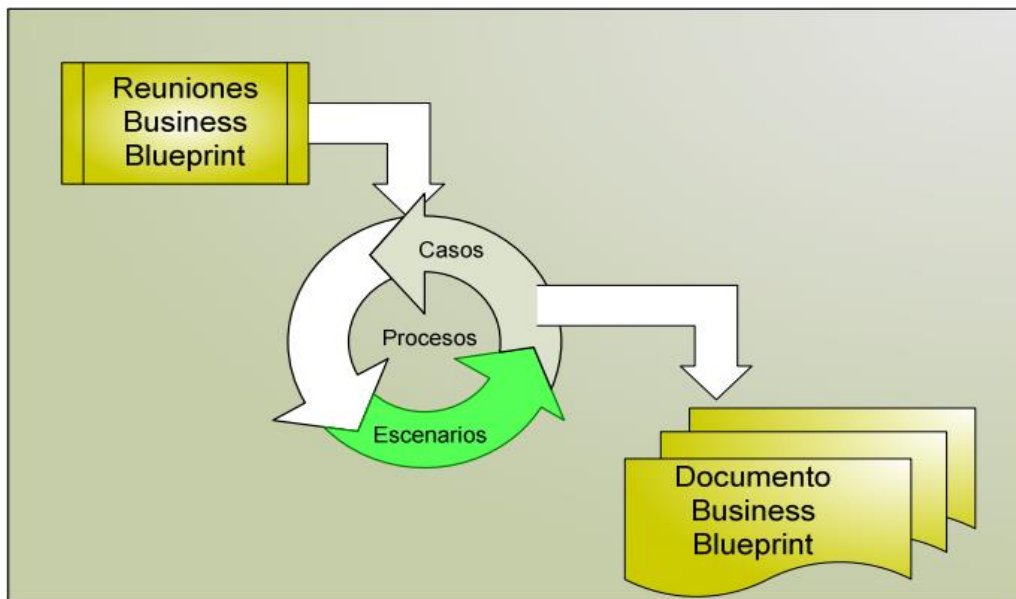 Reuniones
Business
Blueprint
Casos
Procesos
Escenarios
Documento
Business
Blueprint